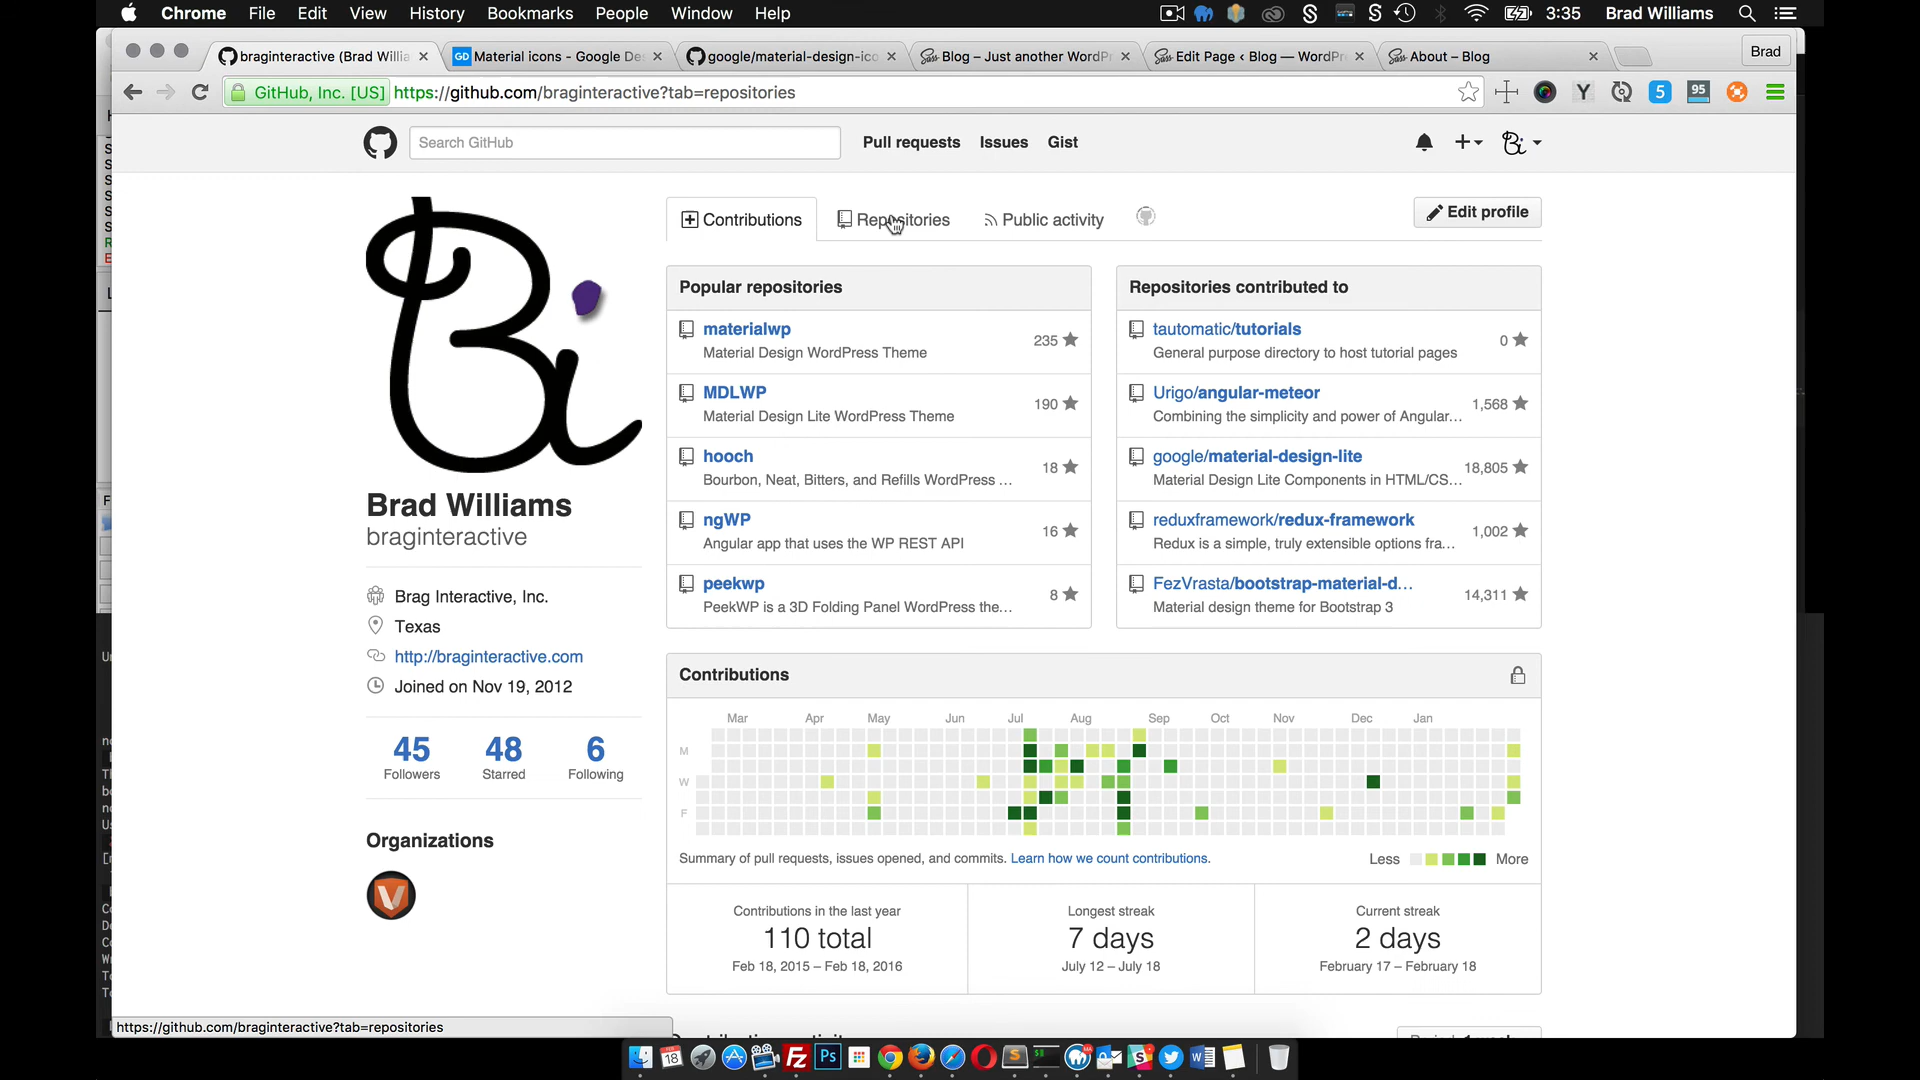 Chrome File Edit View History Bookmarks People Window Help 3:35 Brad Williams
braginteractive (Brad Willia Material icons - Google De google/material-design-ico Blog – Just another WordPr Edit Page ‹ Blog — WordPr About – Blog Brad
GitHub, Inc. [US] https://github.com/braginteractive?tab=repositories Y 5 95
Search GitHub Pull requests Issues Gist
Contributions Repositories Public activity Edit profile
Popular repositories
materialwp
Material Design WordPress Theme
235
MDLWP
Material Design Lite WordPress Theme
190
hooch
Bourbon, Neat, Bitters, and Refills WordPress ...
18
ngWP
Angular app that uses the WP REST API
16
peekwp
PeekWP is a 3D Folding Panel WordPress the...
8
Repositories contributed to
tautomatic/tutorials
General purpose directory to host tutorial pages
0
Urigo/angular-meteor
Combining the simplicity and power of Angular...
1,568
google/material-design-lite
Material Design Lite Components in HTML/CS...
18,805
reduxframework/redux-framework
Redux is a simple, truly extensible options fra...
1,002
FezVrasta/bootstrap-material-d...
Material design theme for Bootstrap 3
14,311
Bi
Brad Williams
braginteractive
Brag Interactive, Inc.
Texas
http://braginteractive.com
Joined on Nov 19, 2012
45 48 6
Followers Starred Following
Organizations
V
Contributions
Mar Apr May Jun Jul Aug Sep Oct Nov Dec Jan
M
W
F
Summary of pull requests, issues opened, and commits. Learn how we count contributions. Less More
Contributions in the last year
110 total
Feb 18, 2015 – Feb 18, 2016
Longest streak
7 days
July 12 – July 18
Current streak
2 days
February 17 – February 18
https://github.com/braginteractive?tab=repositories
18 Fz Ps